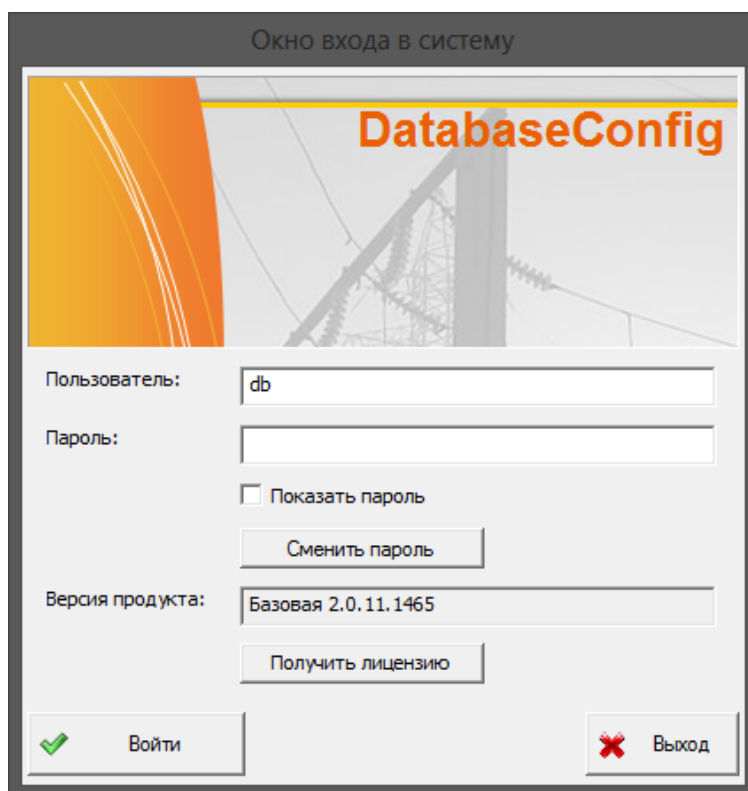 Окно входа в систему
DatabaseConfig
Пользователь:
db
Пароль:
Показать пароль
Сменить пароль
Версия продукта:
Базовая 2.0.11.1465
Получить лицензию
Войти
Выход